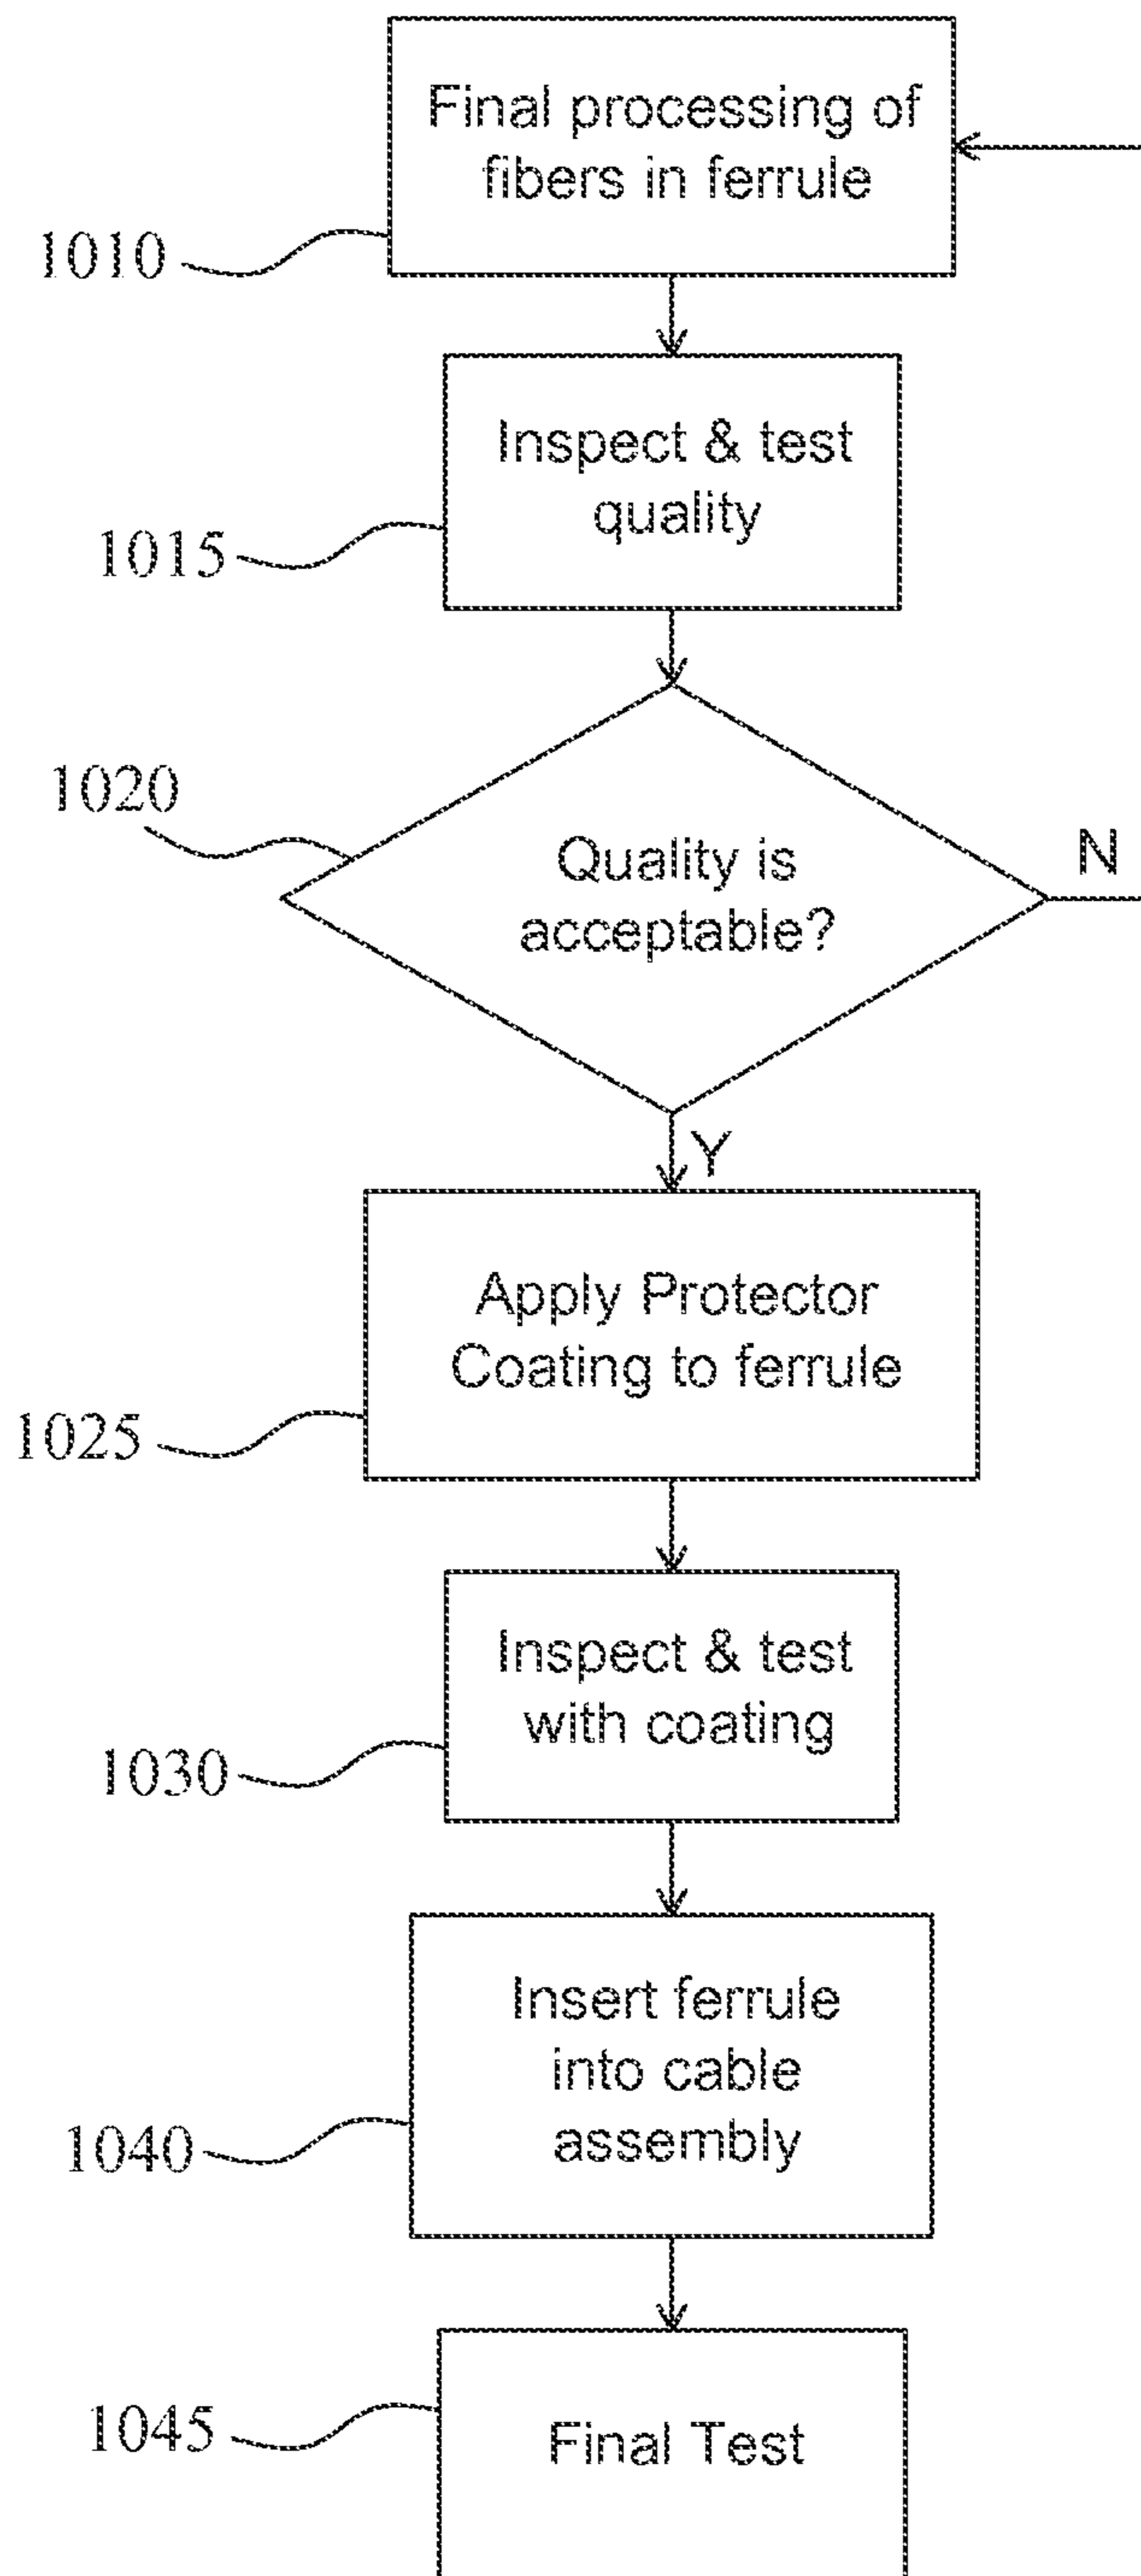 Final processing of
fibers in ferrule
1010
Inspect & test
quality
1015
1020
Quality is
acceptable?
N
Y
Apply Protector
Coating to ferrule
1025
Inspect & test
with coating
1030
Insert ferrule
into cable
assembly
1040
1045
Final Test